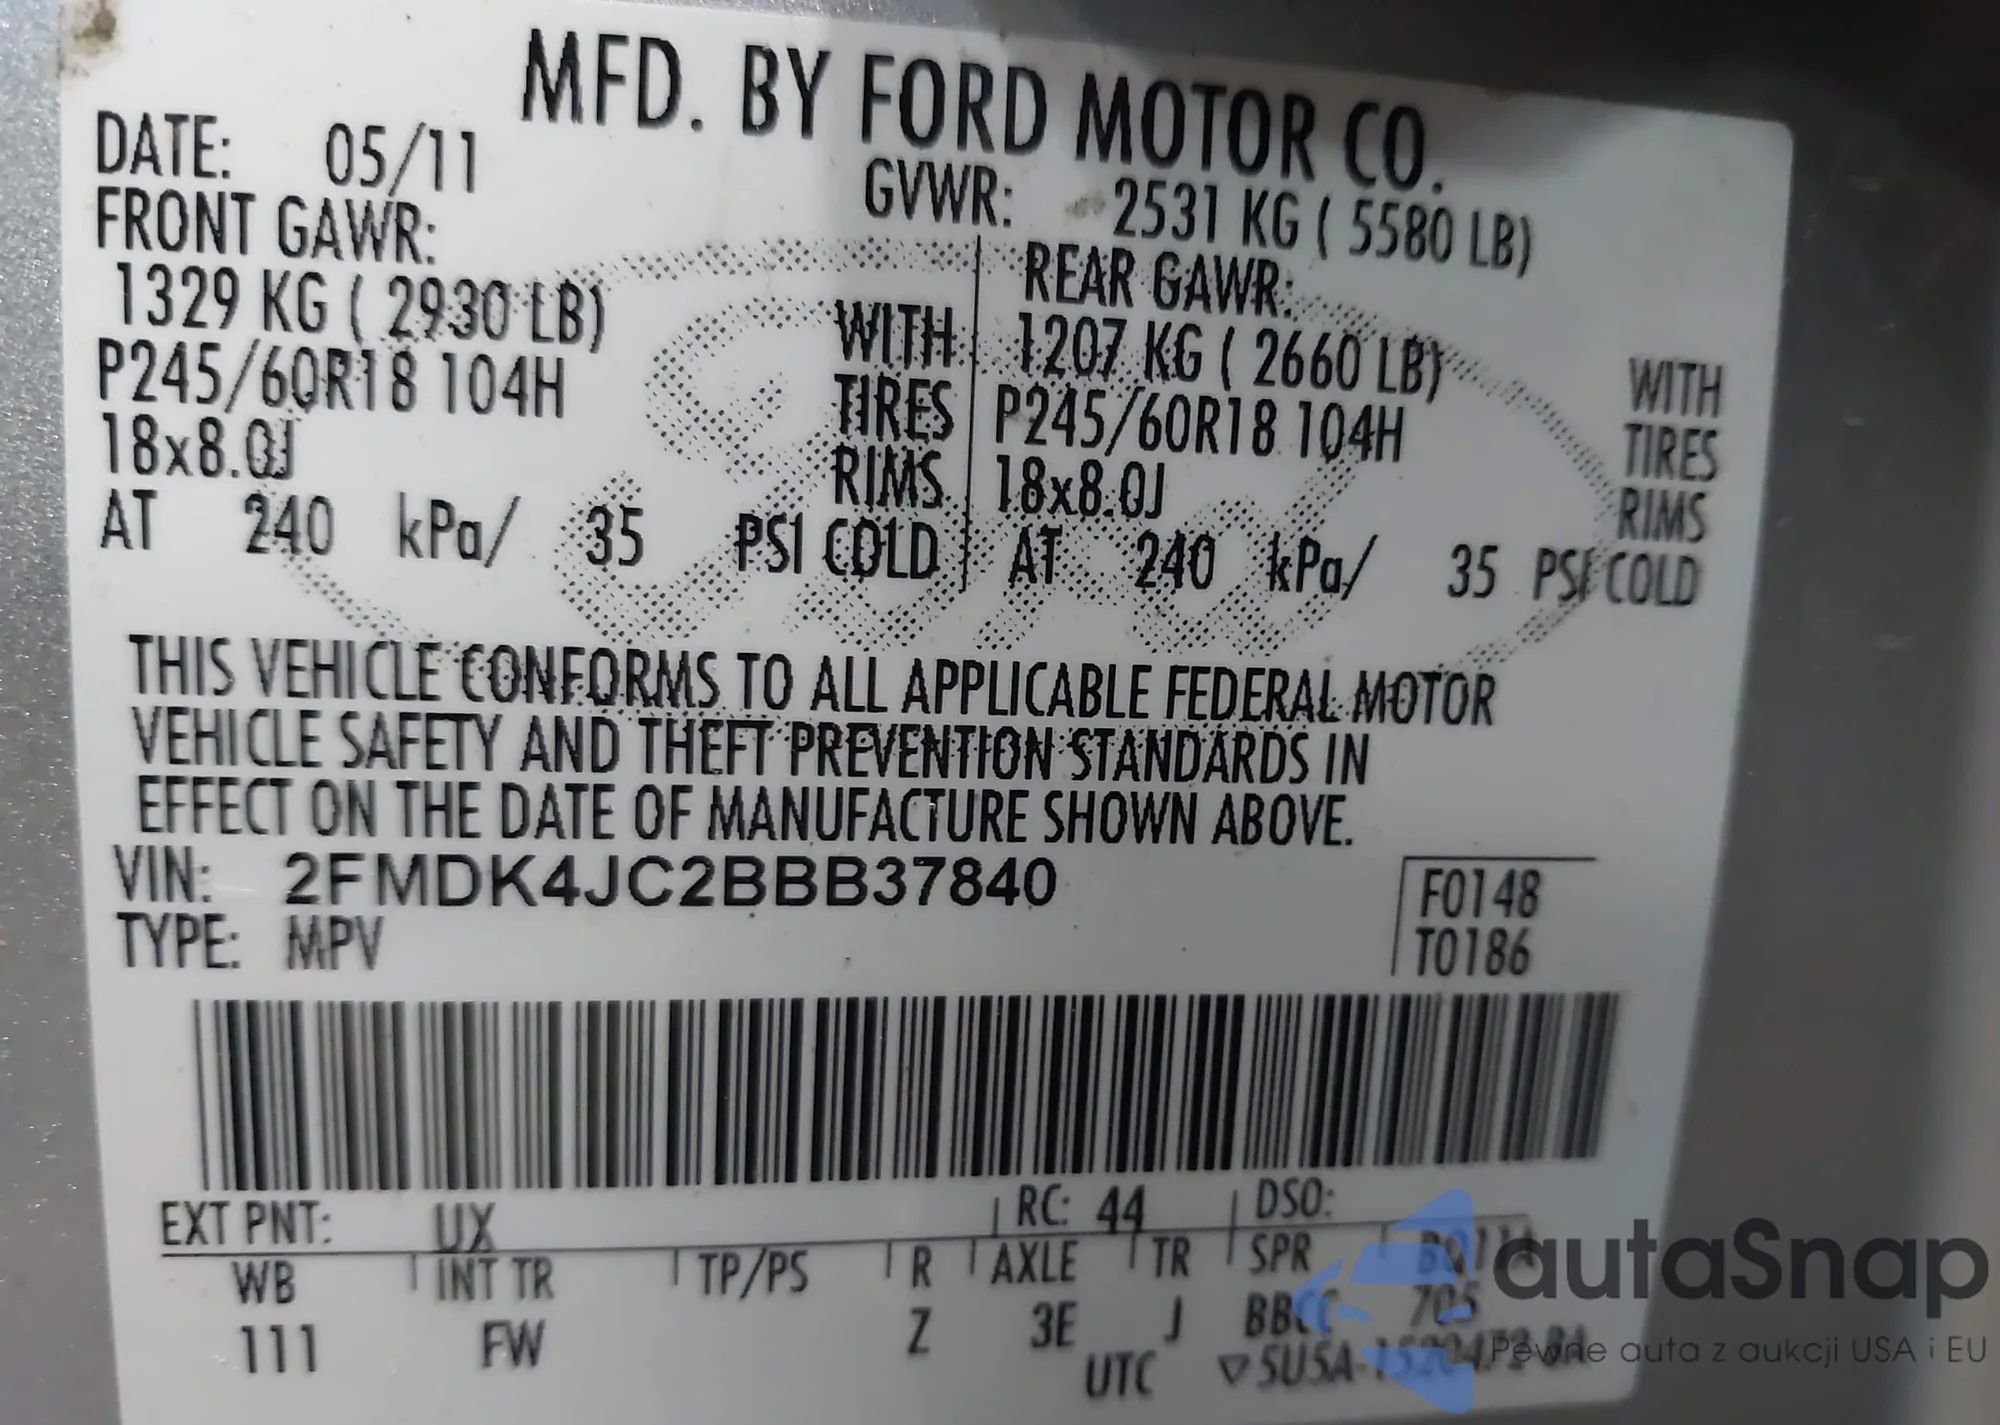 MFD. BY FORD MOTOR CO.
DATE: 05/11 GVWR: 2531 KG ( 5580 LB)
FRONT GAWR: REAR GAWR:
1329 KG ( 2930 LB) WITH 1207 KG ( 2660 LB) WITH
P245/60R18 104H TIRES P245/60R18 104H TIRES
18x8.0J RIMS 18x8.0J RIMS
AT 240 kPa/ 35 PSI COLD AT 240 kPa/ 35 PSI COLD
THIS VEHICLE CONFORMS TO ALL APPLICABLE FEDERAL MOTOR
VEHICLE SAFETY AND THEFT PREVENTION STANDARDS IN
EFFECT ON THE DATE OF MANUFACTURE SHOWN ABOVE.
VIN: 2FMDK4JC2BBB37840 F0148
TYPE: MPV T0186
EXT PNT: UX RC: 44 DSO:
WB INT TR TP/PS R AXLE TR SPR
111 FW Z 3E J BBCC 705
UTC
autaSnap
Pewne auta z aukcji USA i EU